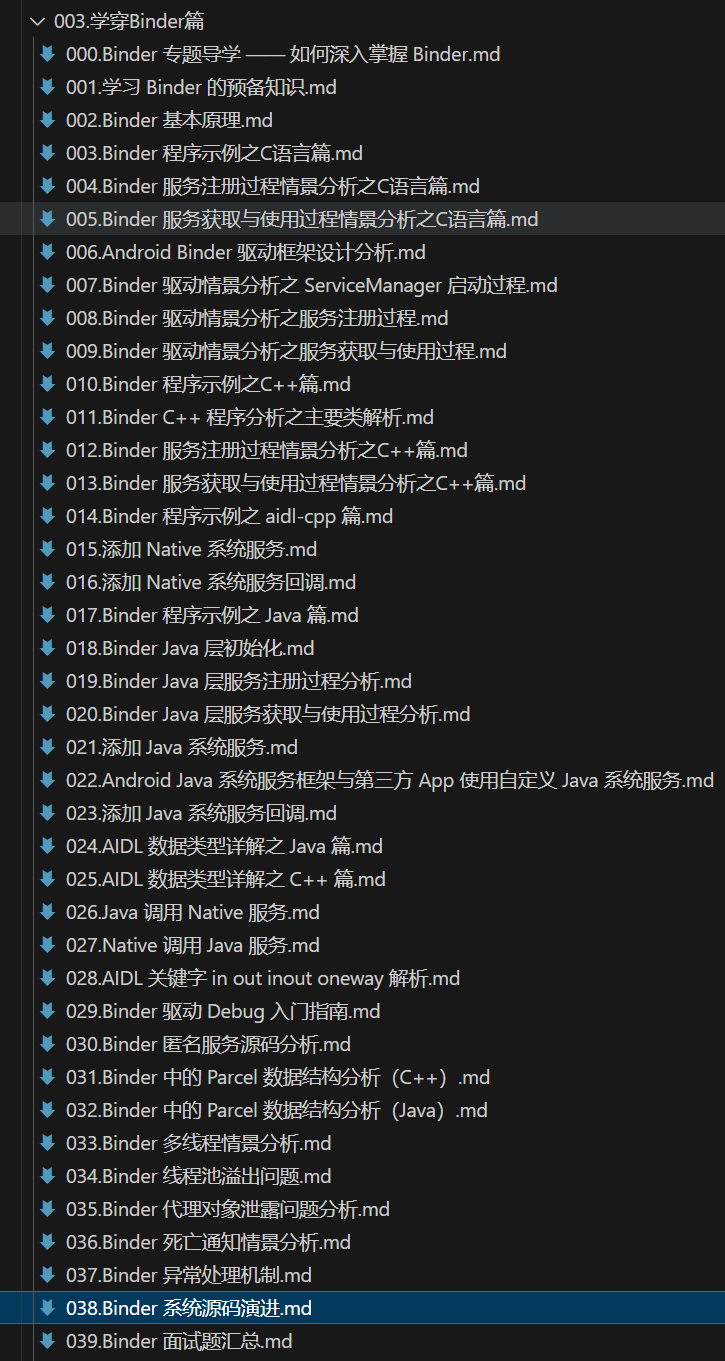 003.学穿Binder篇
000.Binder 专题导学 —— 如何深入掌握 Binder.md
001.学习 Binder 的预备知识.md
002.Binder 基本原理.md
003.Binder 程序示例之C语言篇.md
004.Binder 服务注册过程情景分析之C语言篇.md
005.Binder 服务获取与使用过程情景分析之C语言篇.md
006.Android Binder 驱动框架设计分析.md
007.Binder 驱动情景分析之 ServiceManager 启动过程.md
008.Binder 驱动情景分析之服务注册过程.md
009.Binder 驱动情景分析之服务获取与使用过程.md
010.Binder 程序示例之C++篇.md
011.Binder C++ 程序分析之主要类解析.md
012.Binder 服务注册过程情景分析之C++篇.md
013.Binder 服务获取与使用过程情景分析之C++篇.md
014.Binder 程序示例之 aidl-cpp 篇.md
015.添加 Native 系统服务.md
016.添加 Native 系统服务回调.md
017.Binder 程序示例之 Java 篇.md
018.Binder Java 层初始化.md
019.Binder Java 层服务注册过程分析.md
020.Binder Java 层服务获取与使用过程分析.md
021.添加 Java 系统服务.md
022.Android Java 系统服务框架与第三方 App 使用自定义 Java 系统服务.md
023.添加 Java 系统服务回调.md
024.AIDL 数据类型详解之 Java 篇.md
025.AIDL 数据类型详解之 C++ 篇.md
026.Java 调用 Native 服务.md
027.Native 调用 Java 服务.md
028.AIDL 关键字 in out inout oneway 解析.md
029.Binder 驱动 Debug 入门指南.md
030.Binder 匿名服务源码分析.md
031.Binder 中的 Parcel 数据结构分析（C++）.md
032.Binder 中的 Parcel 数据结构分析（Java）.md
033.Binder 多线程情景分析.md
034.Binder 线程池溢出问题.md
035.Binder 代理对象泄露问题分析.md
036.Binder 死亡通知情景分析.md
037.Binder 异常处理机制.md
038.Binder 系统源码演进.md
039.Binder 面试题汇总.md